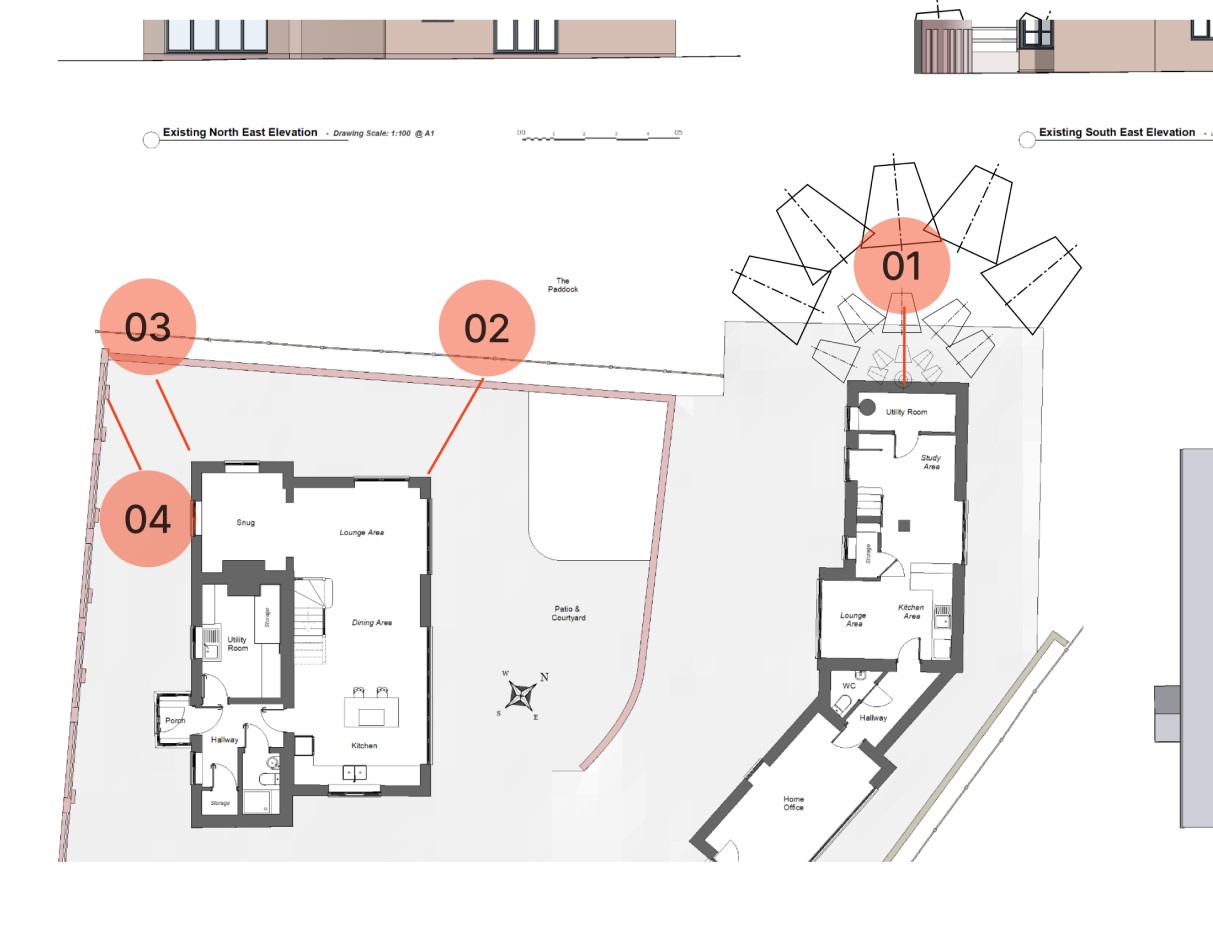 Existing North East Elevation - Drawing Scale: 1:100 @ A1
00 1 2 3 4 05
Existing South East Elevation -
01
The
Paddock
03
02
Utility Room
Study
Area
04
Snug
Lounge Area
Storage
Storage
Patio &
Courtyard
Dining Area
Lounge
Area
Kitchen
Area
Utility
Room
W
N
S
E
WC
Porch
Hallway
Hallway
Kitchen
Storage
Home
Office